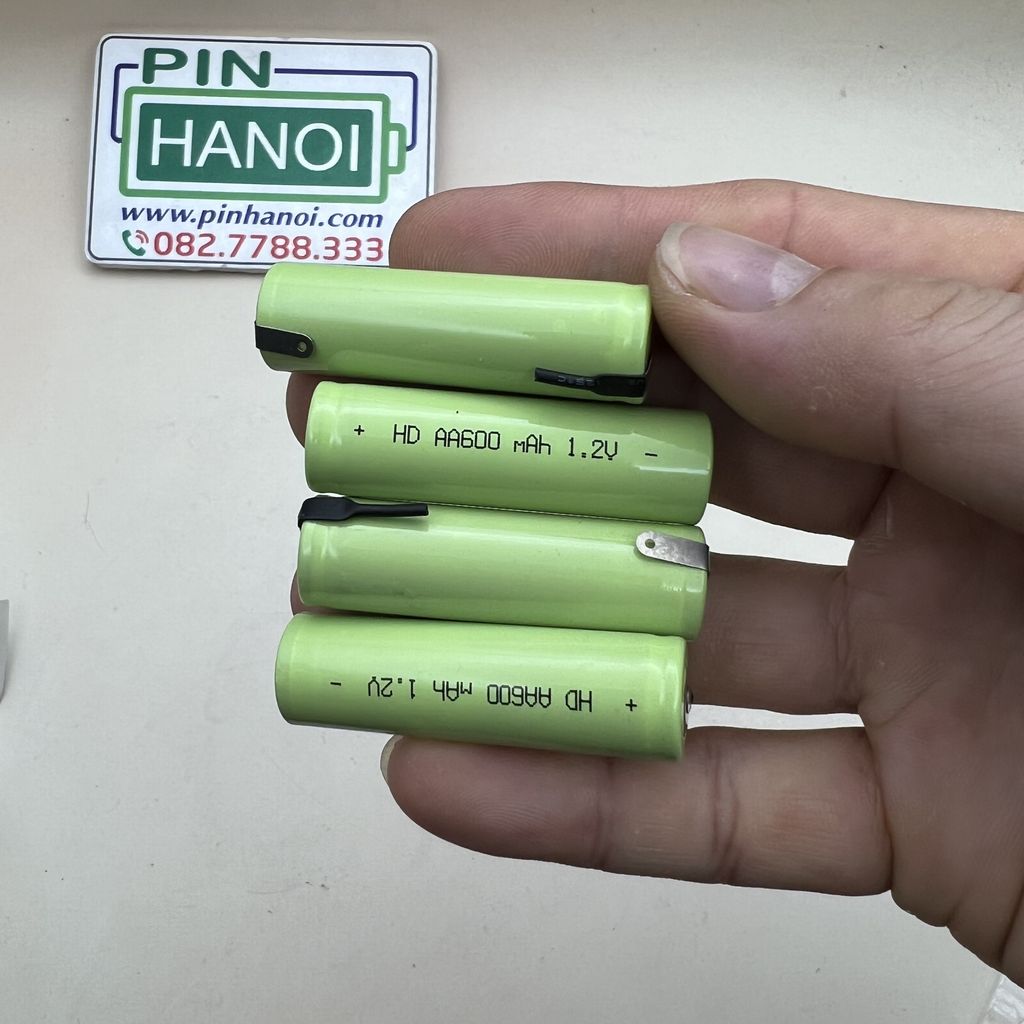 PIN
HANOI
www.pinhanoi.com
082.7788.333
+ HD AA600 mAh 1.2V -
+ HD AA600 mAh 1.2V -